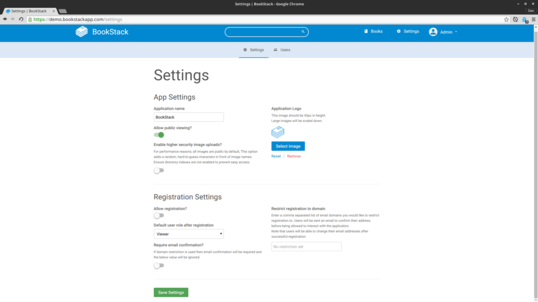 Settings | BookStack - Google Chrome
Settings | BookStack
https://demo.bookstackapp.com/settings
BookStack
Books
Settings
Admin
Settings
Users
Settings
App Settings
Application name
BookStack
Allow public viewing?
Enable higher security image uploads?
For performance reasons, all images are public by default. This option
adds a random, hard-to-guess characters in front of image names.
Ensure directory indexes are not enabled to prevent easy access.
Application Logo
This image should be 43px in height.
Large images will be scaled down.
Select Image
Reset | Remove
Registration Settings
Allow registration?
Default user role after registration
Viewer
Require email confirmation?
If domain restriction is used then email confirmation will be required and
the below value will be ignored.
Restrict registration to domain
Enter a comma separated list of email domains you would like to restrict
registration to. Users will be sent an email to confirm their address
before being allowed to interact with the application.
Note that users will be able to change their email addresses after
successful registration.
No restriction set
Save Settings